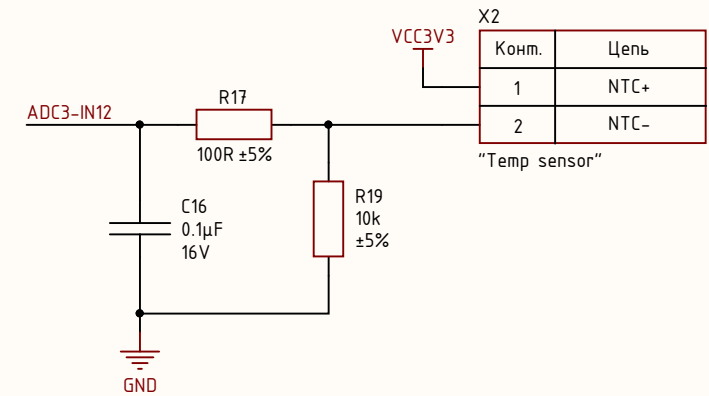 X2
VCC3V3
Конт. Цепь
1 NTC+
2 NTC-
"Temp sensor"
ADC3-IN12
R17
100R ±5%
C16
0.1µF
16V
R19
10k
±5%
GND